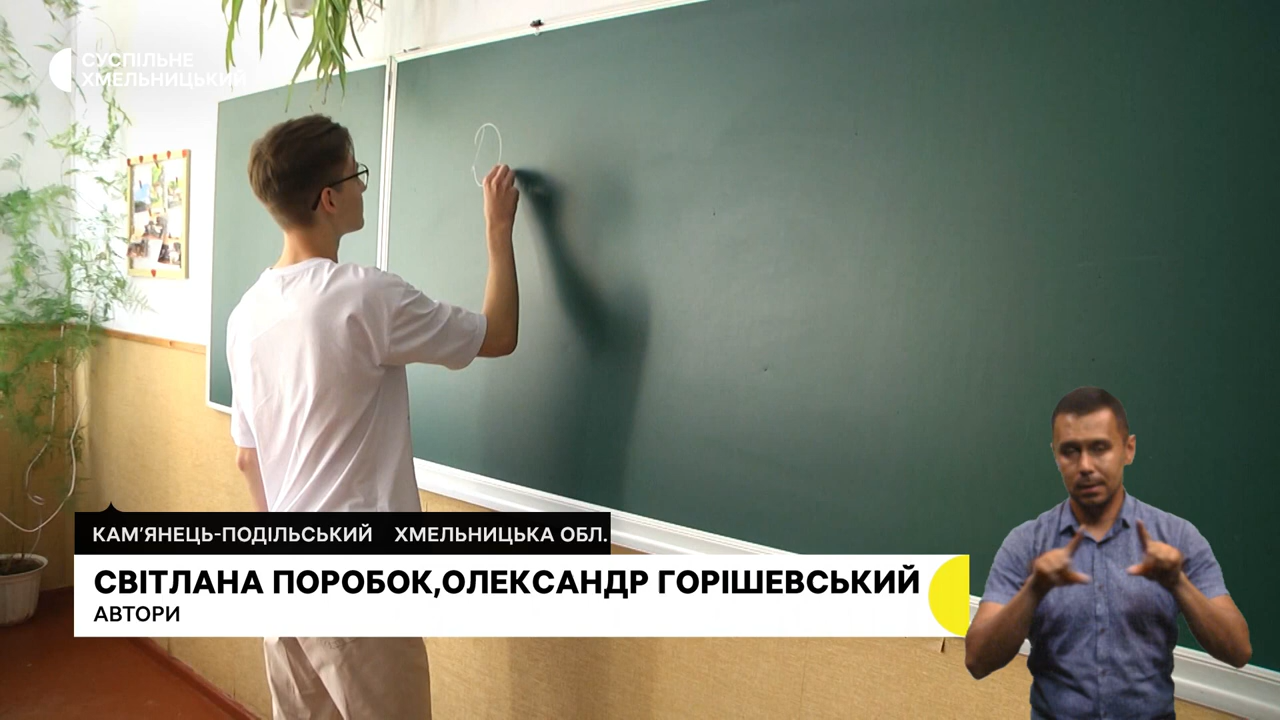 СУСПІЛЬНЕ
ХМЕЛЬНИЦЬКИЙ
КАМ'ЯНЕЦЬ-ПОДІЛЬСЬКИЙ ХМЕЛЬНИЦЬКА ОБЛ.
СВІТЛАНА ПОРОБОК,ОЛЕКСАНДР ГОРІШЕВСЬКИЙ
АВТОРИ